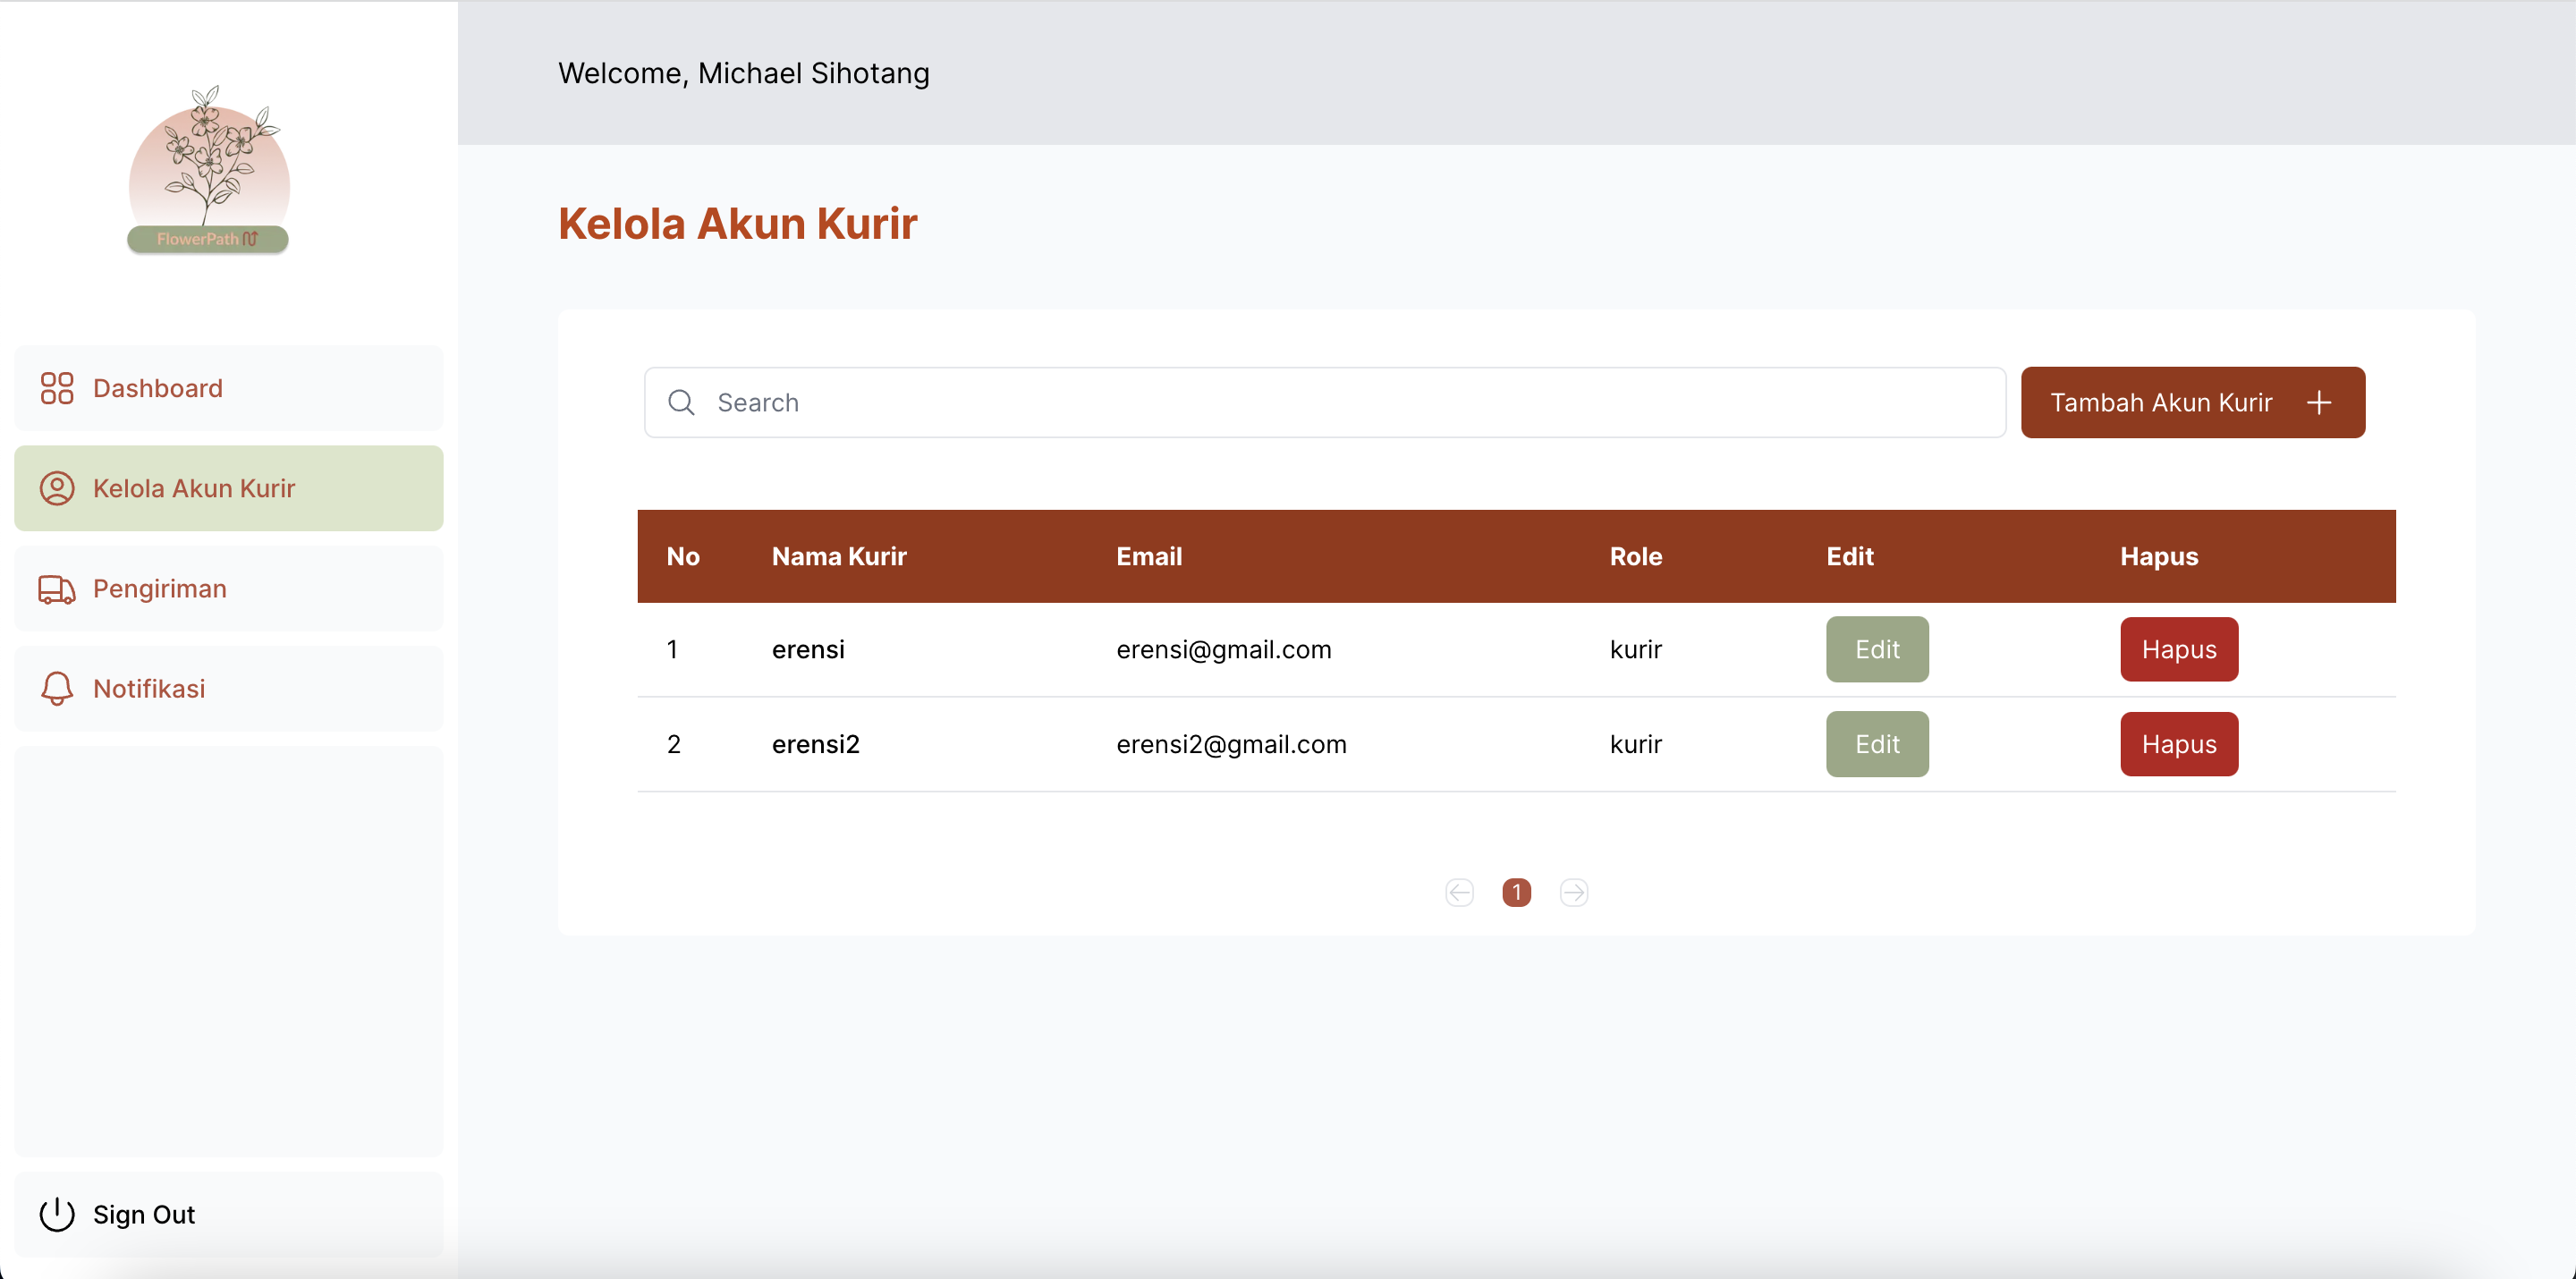 Welcome, Michael Sihotang
FlowerPath
Dashboard
Kelola Akun Kurir
Pengiriman
Notifikasi
Sign Out
Kelola Akun Kurir
Search
Tambah Akun Kurir
No Nama Kurir Email Role Edit Hapus
1 erensi erensi@gmail.com kurir Edit Hapus
2 erensi2 erensi2@gmail.com kurir Edit Hapus
1